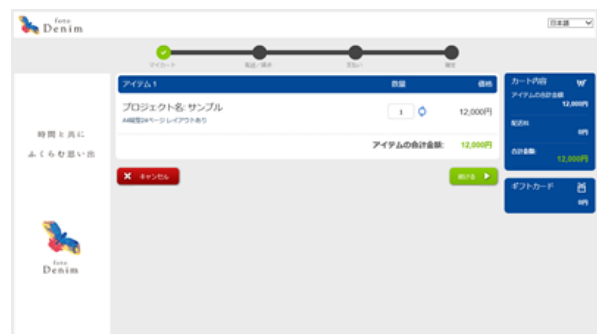 foto
Denim
日本語
マイカート
配送/請求
支払い
確定
アイテム 1 数量 価格
プロジェクト名: サンプル
A4縦型24ページ レイアウトあり
1
12,000円
アイテムの合計金額: 12,000円
キャンセル
続ける
時間と共に
ふくらむ思い出
foto
Denim
カート内容
アイテムの合計金額
12,000円
配送料
0円
合計金額:
12,000円
ギフトカード
0円